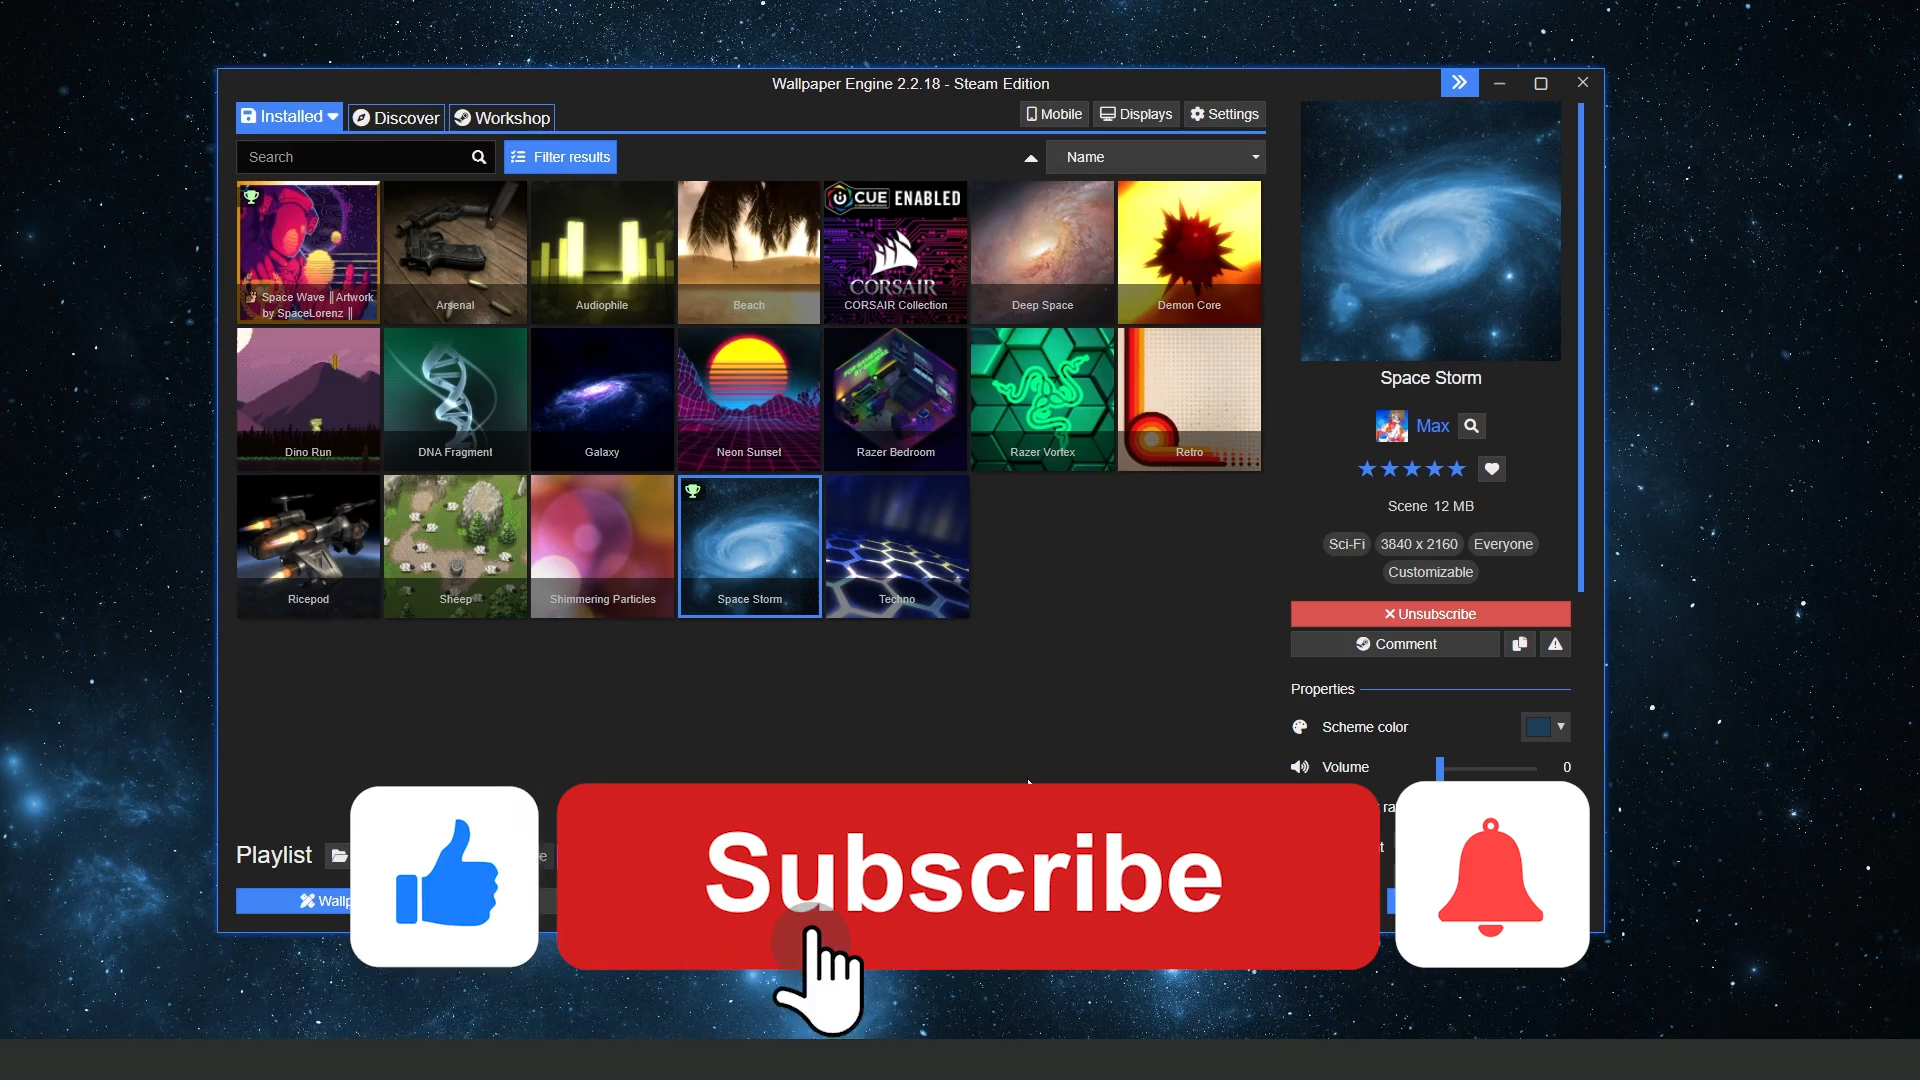 Wallpaper Engine 2.2.18 - Steam Edition
Installed
Discover
Workshop
Mobile
Displays
Settings
Search
Filter results
Name
Space Wave ║Artwork
by SpaceLorenz ║
Arsenal
Audiophile
Beach
CUE ENABLED
CORSAIR
CORSAIR Collection
Deep Space
Demon Core
Dino Run
DNA Fragment
Galaxy
Neon Sunset
Razer Bedroom
Razer Vortex
Retro
Ricepod
Sheep
Shimmering Particles
Space Storm
Techno
Space Storm
Max
Scene 12 MB
Sci-Fi
3840 x 2160
Everyone
Customizable
Unsubscribe
Comment
Properties
Scheme color
Volume
0
Playlist
Subscribe